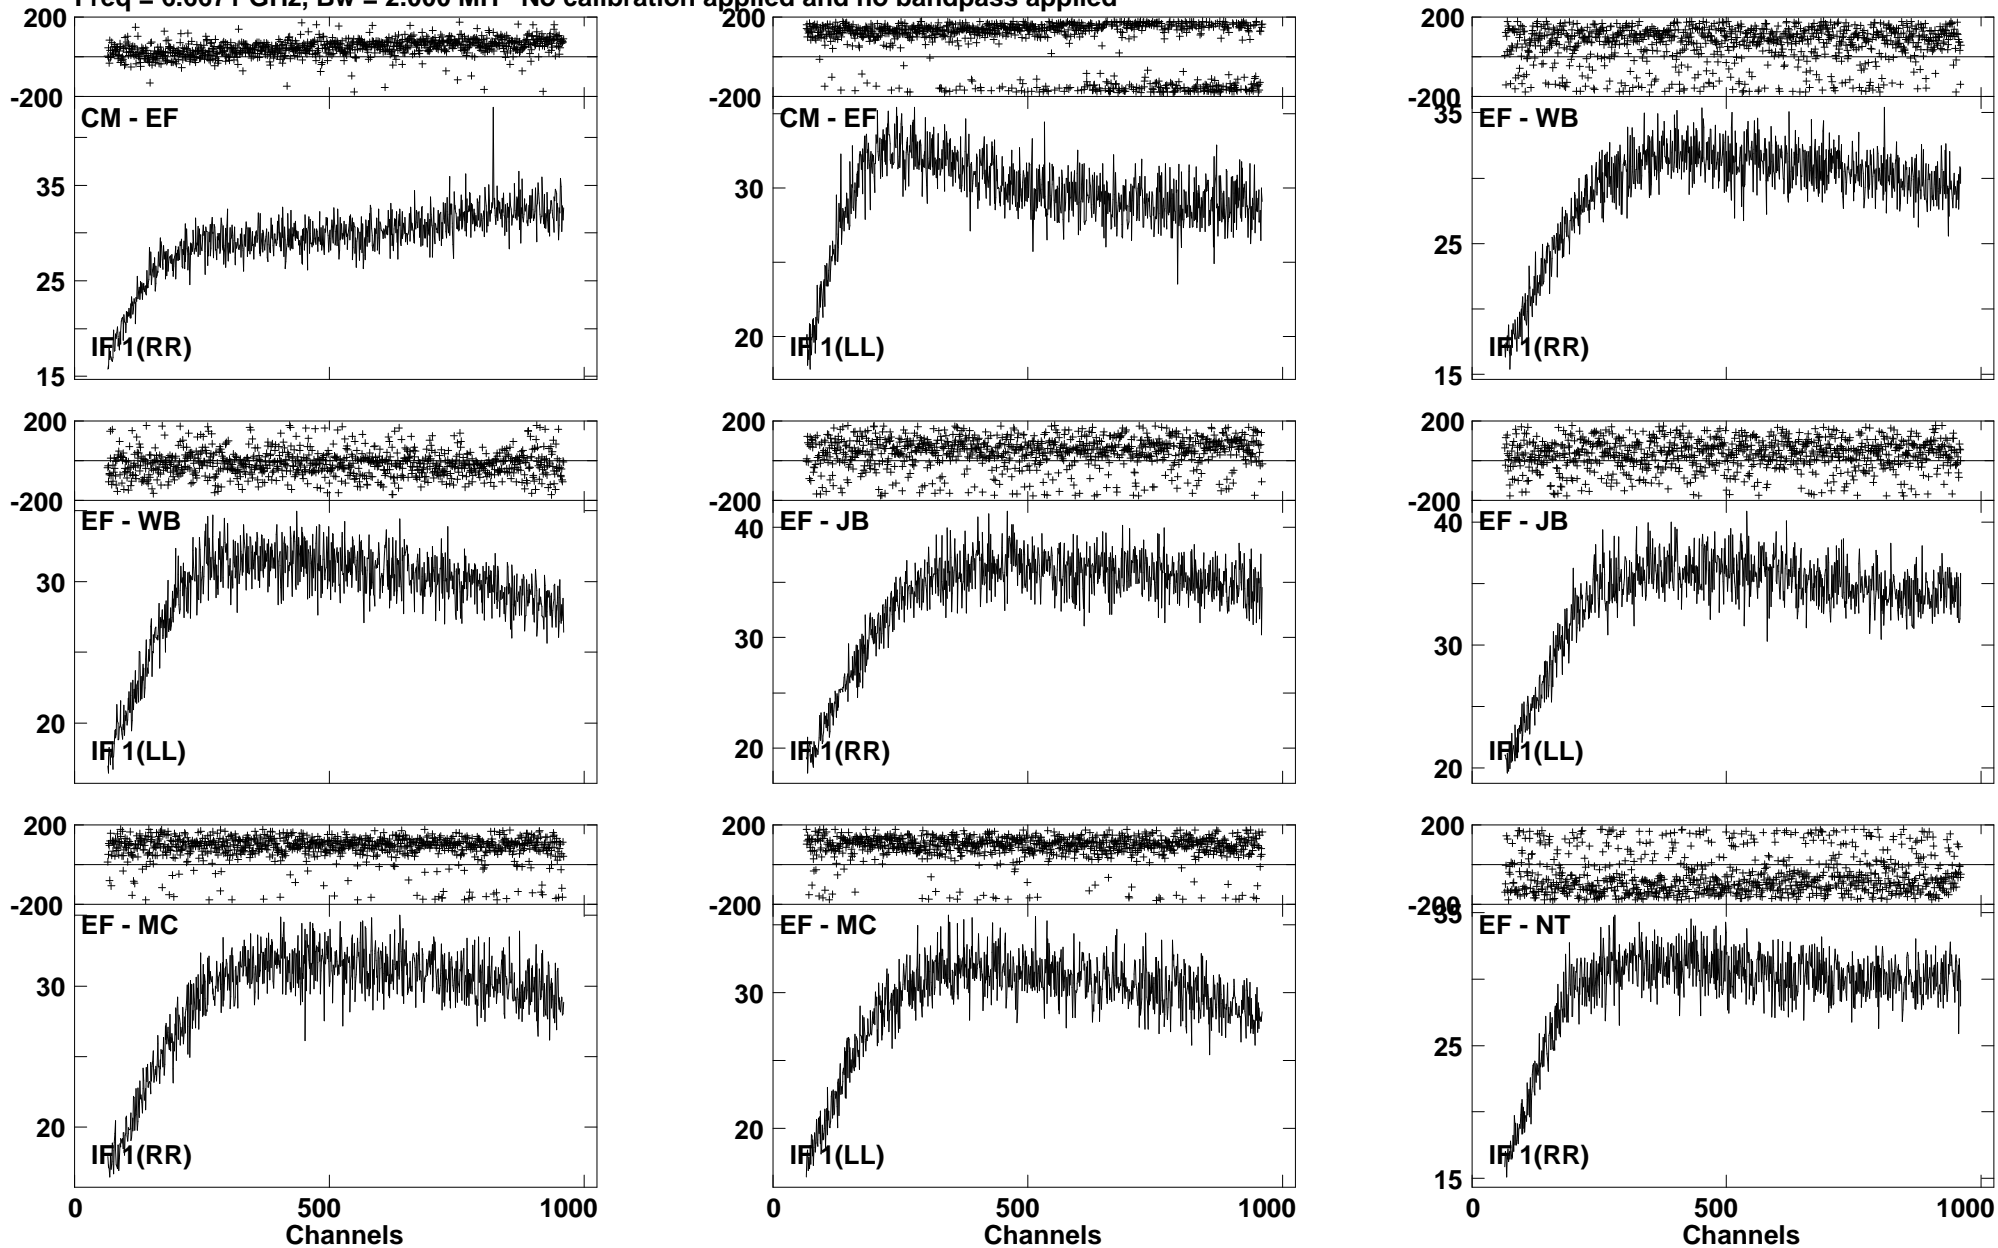 Freq = 6.6671 GHz, Bw = 2.000 MH No calibration applied and no bandpass applied
200
-200
CM - EF
35
25
15
IF 1(RR)
200
-200
CM - EF
30
20
IF 1(LL)
200
-200
35
EF - WB
25
15
IF 1(RR)
200
-200
EF - WB
30
20
IF 1(LL)
200
-200
40
EF - JB
30
20
IF 1(RR)
200
-200
40
EF - JB
30
20
IF 1(LL)
200
-200
EF - MC
30
20
IF 1(RR)
0 500 1000
Channels
200
-200
EF - MC
30
20
IF 1(LL)
0 500 1000
200
-200
35
EF - NT
25
15
IF 1(RR)
0 500 1000
Channels
Channels